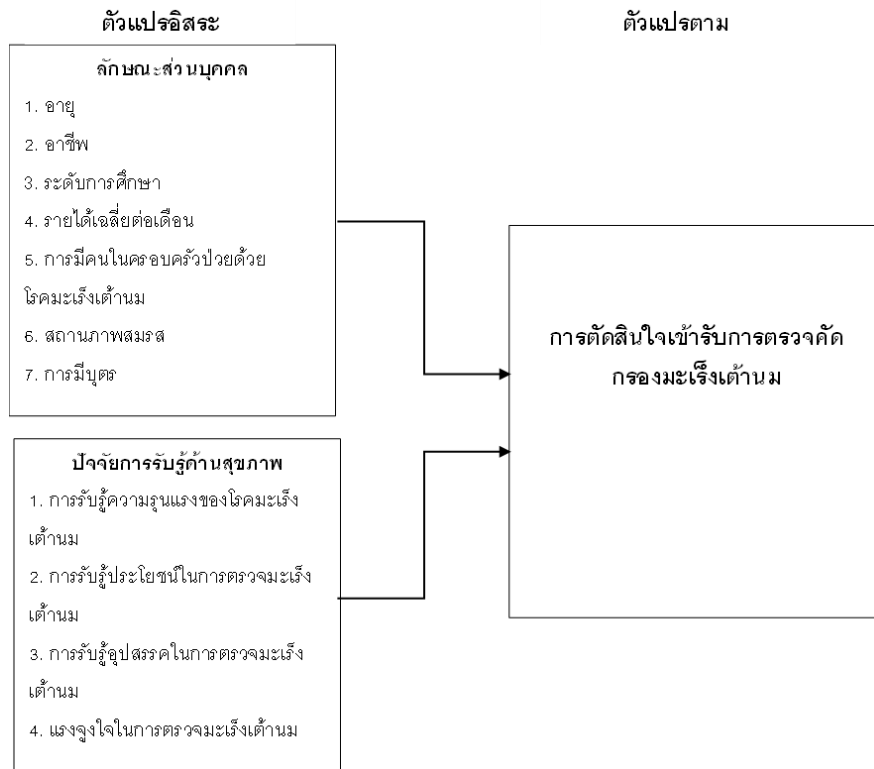 ตัวแปรอิสระ
ตัวแปรตาม
ลักษณะส่วนบุคคล
1. อายุ
2. อาชีพ
3. ระดับการศึกษา
4. รายได้เฉลี่ยต่อเดือน
5. การมีคนในครอบครัวป่วยด้วย
โรคมะเร็งเต้านม
6. สถานภาพสมรส
7. การมีบุตร
การตัดสินใจเข้ารับการตรวจคัด
กรองมะเร็งเต้านม
ปัจจัยการรับรู้ด้านสุขภาพ
1. การรับรู้ความรุนแรงของโรคมะเร็ง
เต้านม
2. การรับรู้ประโยชน์ในการตรวจมะเร็ง
เต้านม
3. การรับรู้อุปสรรคในการตรวจมะเร็ง
เต้านม
4. แรงจูงใจในการตรวจมะเร็งเต้านม